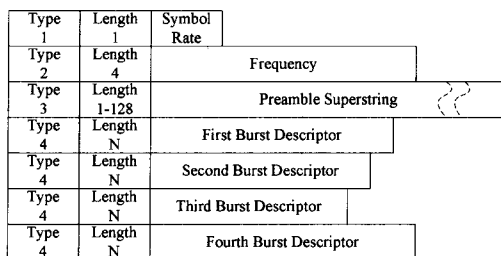 Type Length Symbol
1 1 Rate
Type Length Frequency
2 4
Type Length Preamble Superstring
3 1-128
Type Length First Burst Descriptor
4 N
Type Length Second Burst Descriptor
4 N
Type Length Third Burst Descriptor
4 N
Type Length Fourth Burst Descriptor
4 N